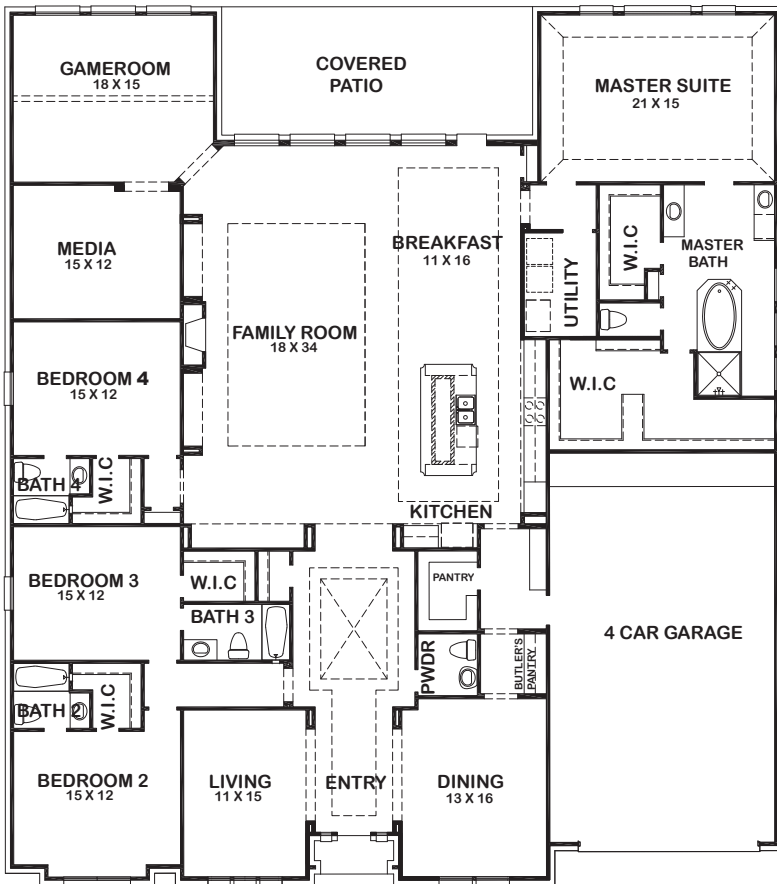 GAMEROOM
18 X 15
COVERED
PATIO
MASTER SUITE
21 X 15
MEDIA
15 X 12
BREAKFAST
11 X 16
UTILITY
W.I.C
MASTER
BATH
FAMILY ROOM
18 X 34
BEDROOM 4
15 X 12
W.I.C
BATH 4
W.I.C
KITCHEN
BEDROOM 3
15 X 12
W.I.C
PANTRY
BATH 3
4 CAR GARAGE
PWDR
BUTLER'S
PANTRY
BATH 2
W.I.C
BEDROOM 2
15 X 12
LIVING
11 X 15
ENTRY
DINING
13 X 16